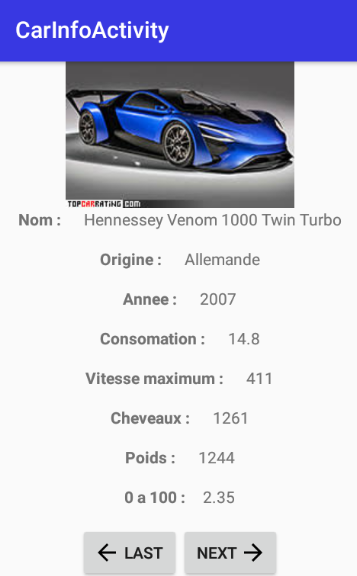 CarInfoActivity
TOPCARRATING.COM
Nom : Hennessey Venom 1000 Twin Turbo
Origine : Allemande
Annee : 2007
Consomation : 14.8
Vitesse maximum : 411
Cheveaux : 1261
Poids : 1244
0 a 100 : 2.35
LAST NEXT